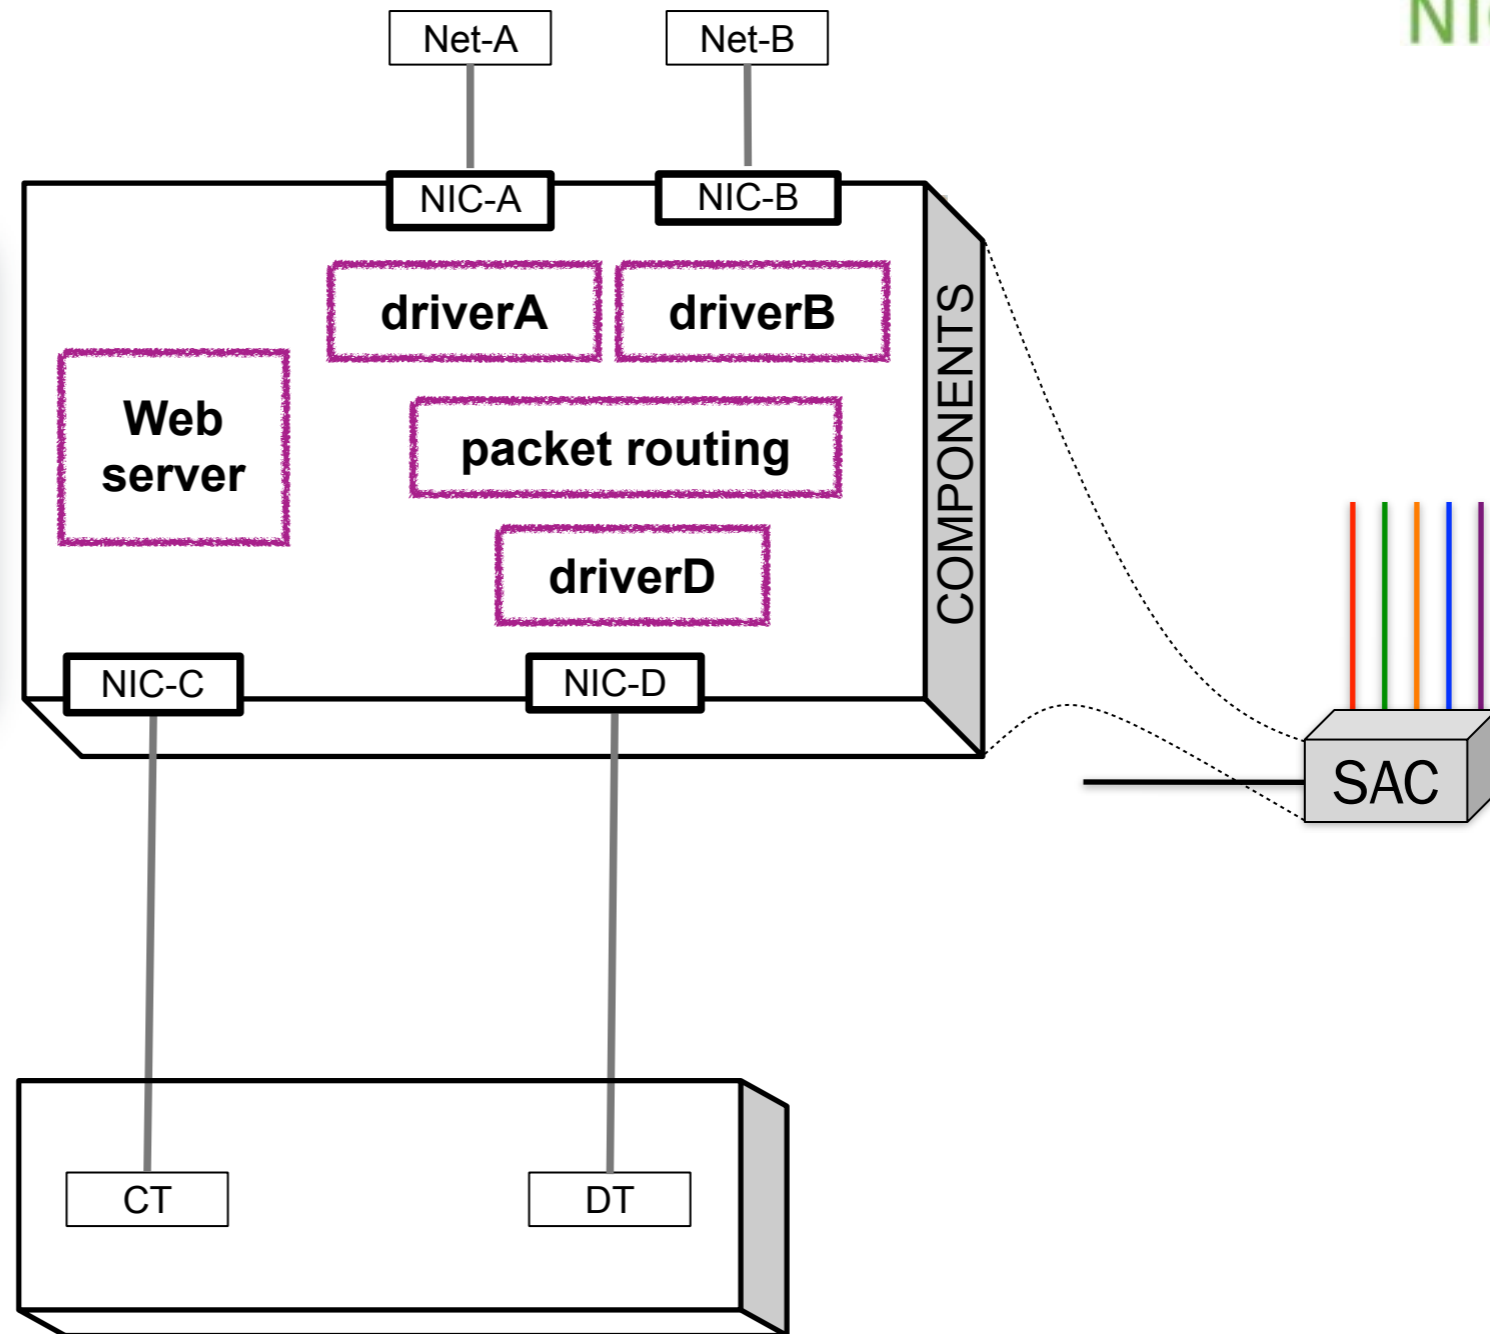 Net-A
Net-B
NIC-A
NIC-B
driverA
driverB
Web
server
packet routing
driverD
COMPONENTS
NIC-C
NIC-D
SAC
CT
DT